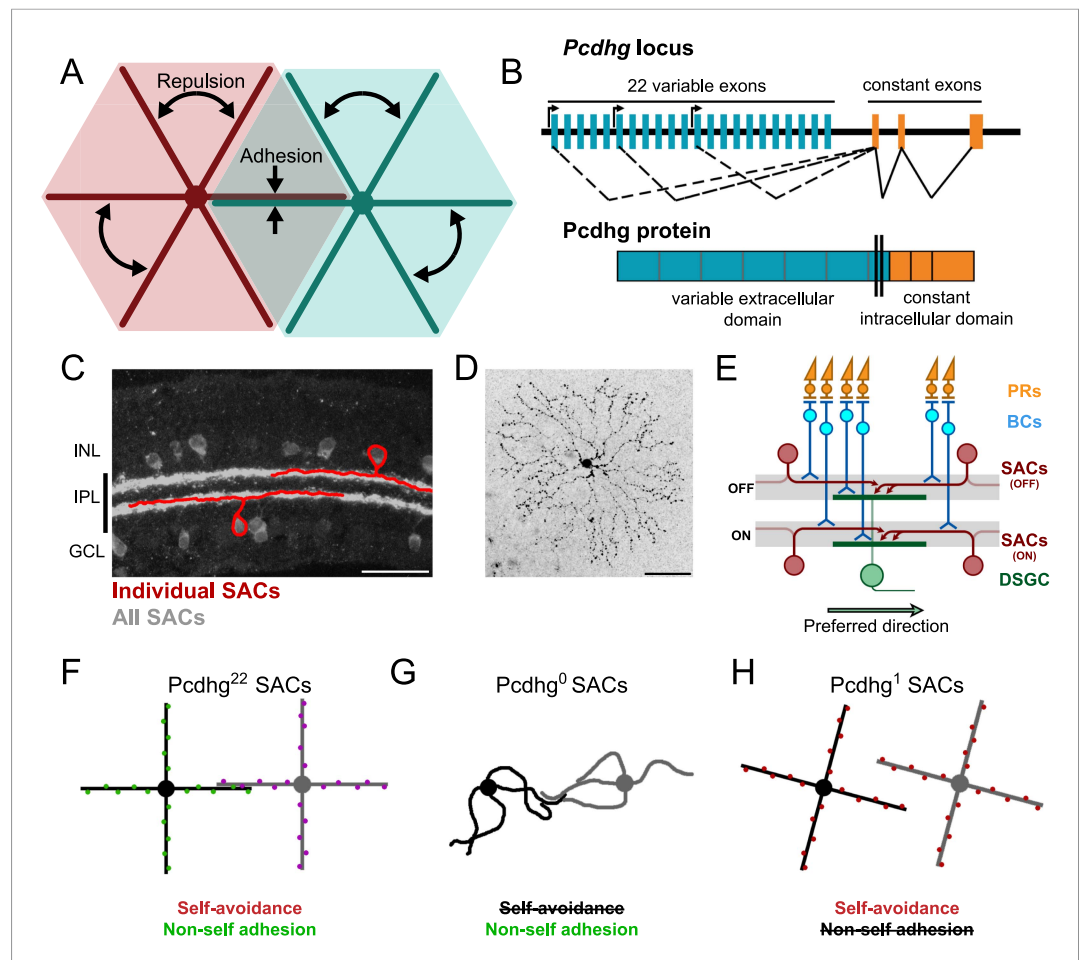 A
Repulsion
Adhesion
B
Pcdhg locus
22 variable exons
constant exons
Pcdhg protein
variable extracellular
domain
constant
intracellular domain
C
INL
IPL
GCL
Individual SACs
All SACs
D
E
PRs
BCs
SACs
(OFF)
OFF
ON
SACs
(ON)
DSGC
Preferred direction
F
Pcdhg22 SACs
Self-avoidance
Non-self adhesion
G
Pcdhg0 SACs
Self-avoidance
Non-self adhesion
H
Pcdhg1 SACs
Self-avoidance
Non-self adhesion